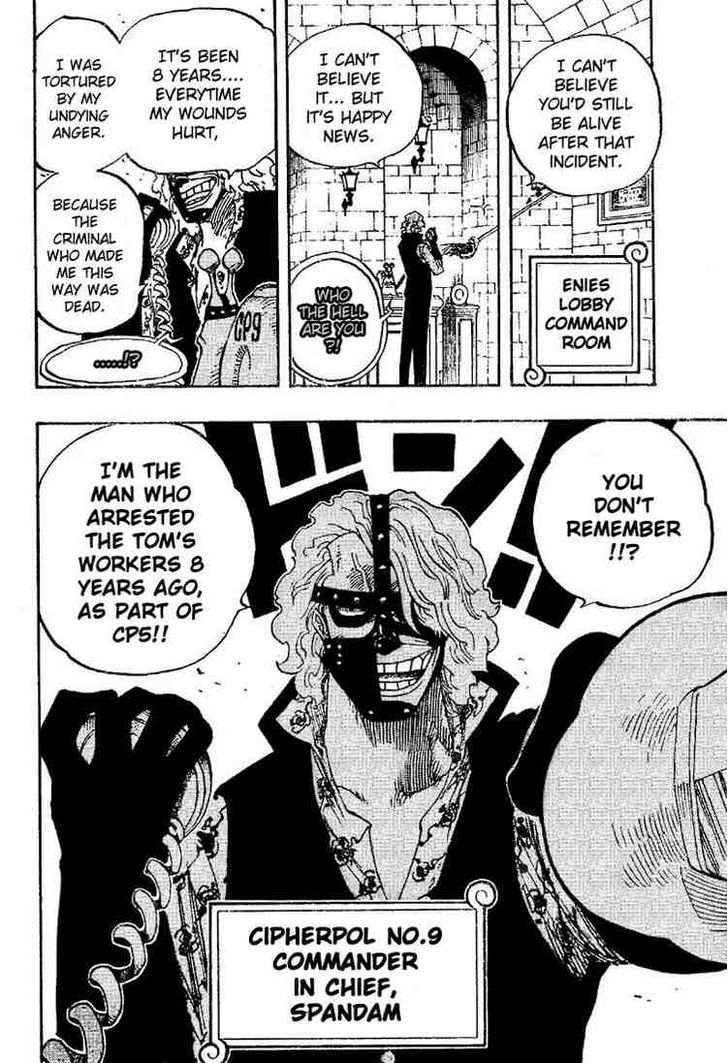 I CAN'T
BELIEVE
YOU'D STILL
BE ALIVE
AFTER THAT
INCIDENT.
ENIES
LOBBY
COMMAND
ROOM
I CAN'T
BELIEVE
IT... BUT
IT'S HAPPY
NEWS.
WHO
THE HELL
ARE YOU
?!
IT'S BEEN
8 YEARS....
EVERYTIME
MY WOUNDS
HURT,
I WAS
TORTURED
BY MY
UNDYING
ANGER.
BECAUSE
THE
CRIMINAL
WHO MADE
ME THIS
WAY WAS
DEAD.
CP9
......!?
YOU
DON'T
REMEMBER
!!?
I'M THE
MAN WHO
ARRESTED
THE TOM'S
WORKERS 8
YEARS AGO,
AS PART OF
CP5!!
CIPHERPOL NO.9
COMMANDER
IN CHIEF,
SPANDAM